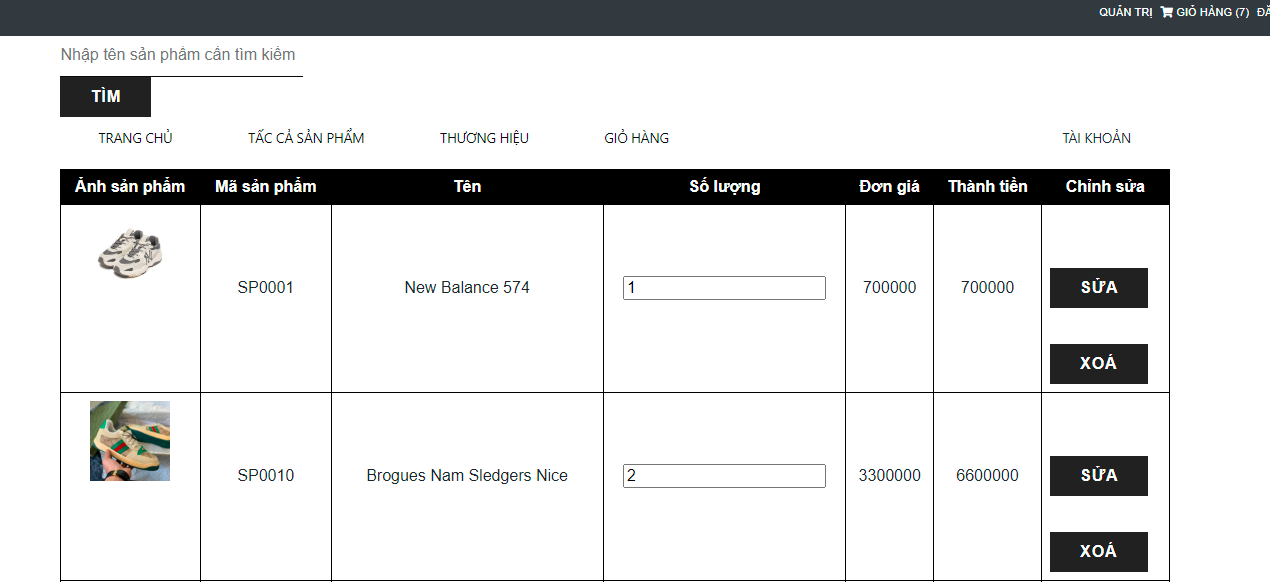 QUẢN TRỊ GIỎ HÀNG (7)
Nhập tên sản phẩm cần tìm kiếm
TÌM
TRANG CHỦ TẤC CẢ SẢN PHẨM THƯƠNG HIỆU GIỎ HÀNG TÀI KHOẢN
Ảnh sản phẩm Mã sản phẩm Tên Số lượng Đơn giá Thành tiền Chỉnh sửa
SP0001 New Balance 574 1 700000 700000 SỬA
XOÁ
SP0010 Brogues Nam Sledgers Nice 2 3300000 6600000 SỬA
XOÁ